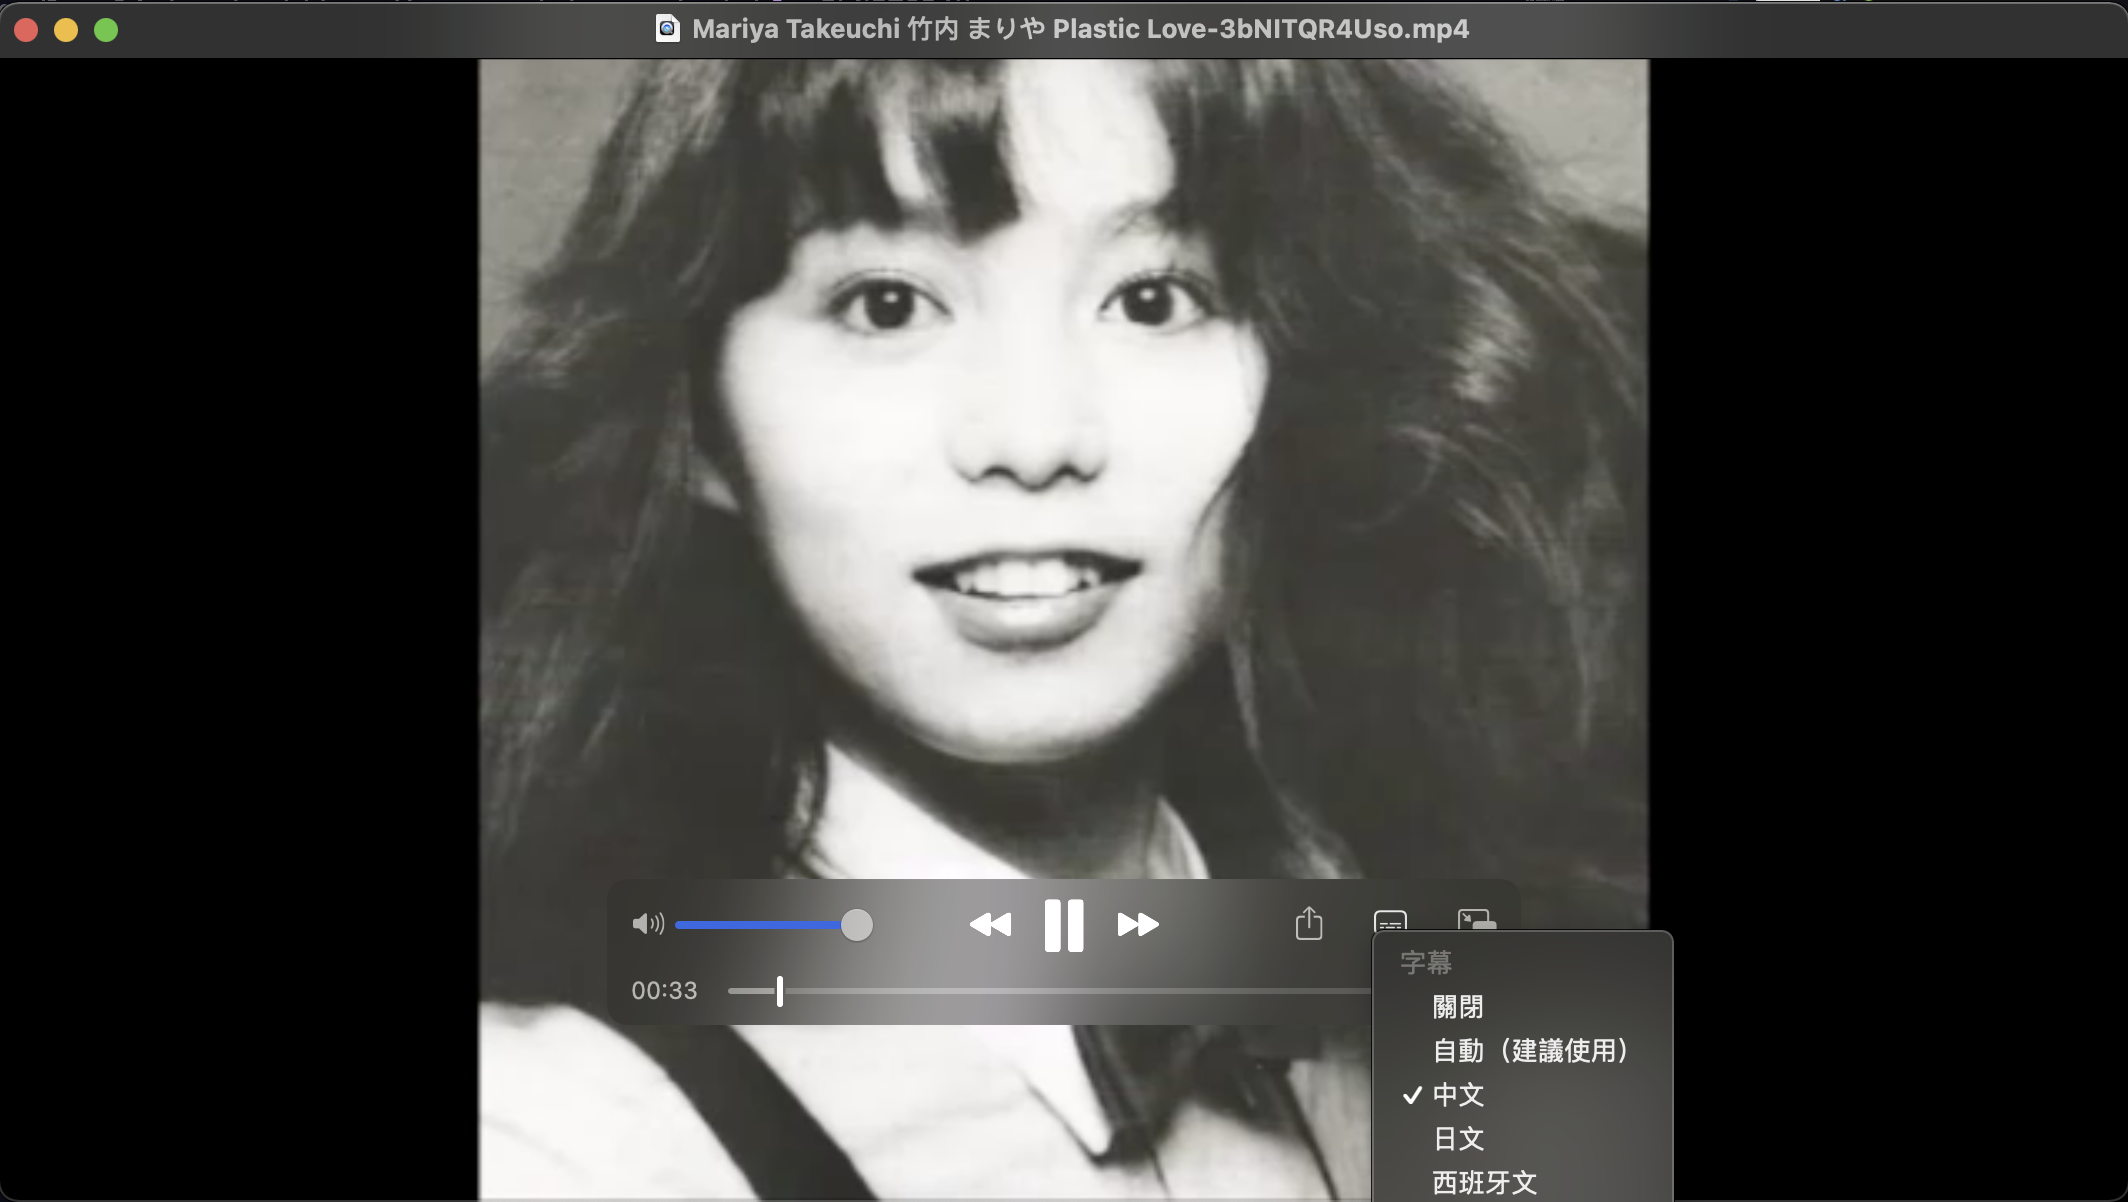 Mariya Takeuchi 竹内 まりや Plastic Love-3bNITQR4Uso.mp4
00:33
字幕
關閉
自動（建議使用）
✓ 中文
日文
西班牙文